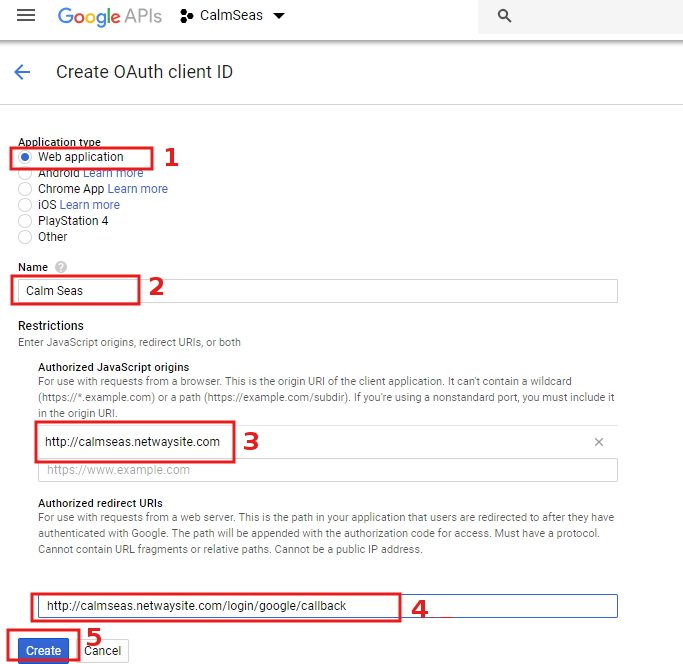 Google APIs CalmSeas
Create OAuth client ID
Application type
Web application 1
Android Learn more
Chrome App Learn more
iOS Learn more
PlayStation 4
Other
Name ?
Calm Seas 2
Restrictions
Enter JavaScript origins, redirect URIs, or both
Authorized JavaScript origins
For use with requests from a browser. This is the origin URI of the client application. It can't contain a wildcard
(https://*.example.com) or a path (https://example.com/subdir). If you're using a nonstandard port, you must include it
in the origin URI.
http://calmseas.netwaysite.com 3
https://www.example.com
Authorized redirect URIs
For use with requests from a web server. This is the path in your application that users are redirected to after they have
authenticated with Google. The path will be appended with the authorization code for access. Must have a protocol.
Cannot contain URL fragments or relative paths. Cannot be a public IP address.
http://calmseas.netwaysite.com/login/google/callback 4
Create 5 Cancel